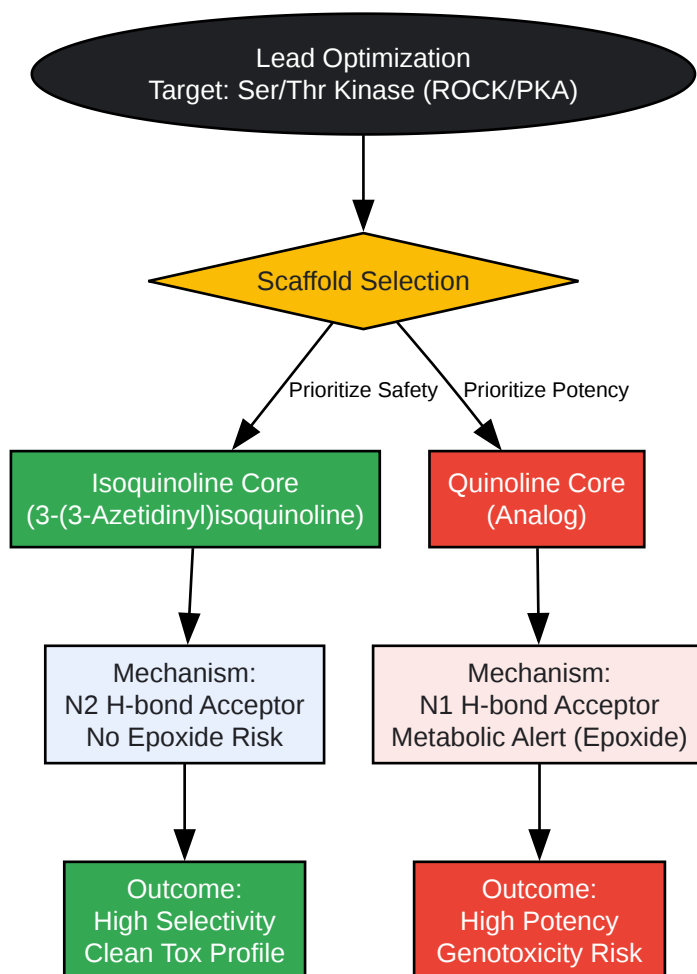 Lead Optimization
Target: Ser/Thr Kinase (ROCK/PKA)
Scaffold Selection
Prioritize Safety
Prioritize Potency
Isoquinoline Core
(3-(3-Azetidinyl)isoquinoline)
Quinoline Core
(Analog)
Mechanism:
N2 H-bond Acceptor
No Epoxide Risk
Mechanism:
N1 H-bond Acceptor
Metabolic Alert (Epoxide)
Outcome:
High Selectivity
Clean Tox Profile
Outcome:
High Potency
Genotoxicity Risk